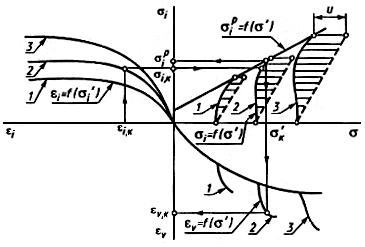 σᵢ
u
σᵢᵖ=f(σ′)
3
σᵢᵖ
2
σᵢ,ₖ
1
εᵢ=f(σᵢ′)
1
2
3
σᵢ=f(σ′)
εᵢ
εᵢ,ₖ
σ′ₖ
σ
1
εᵥ,ₖ
εᵥ=f(σ′)
2
3
εᵥ